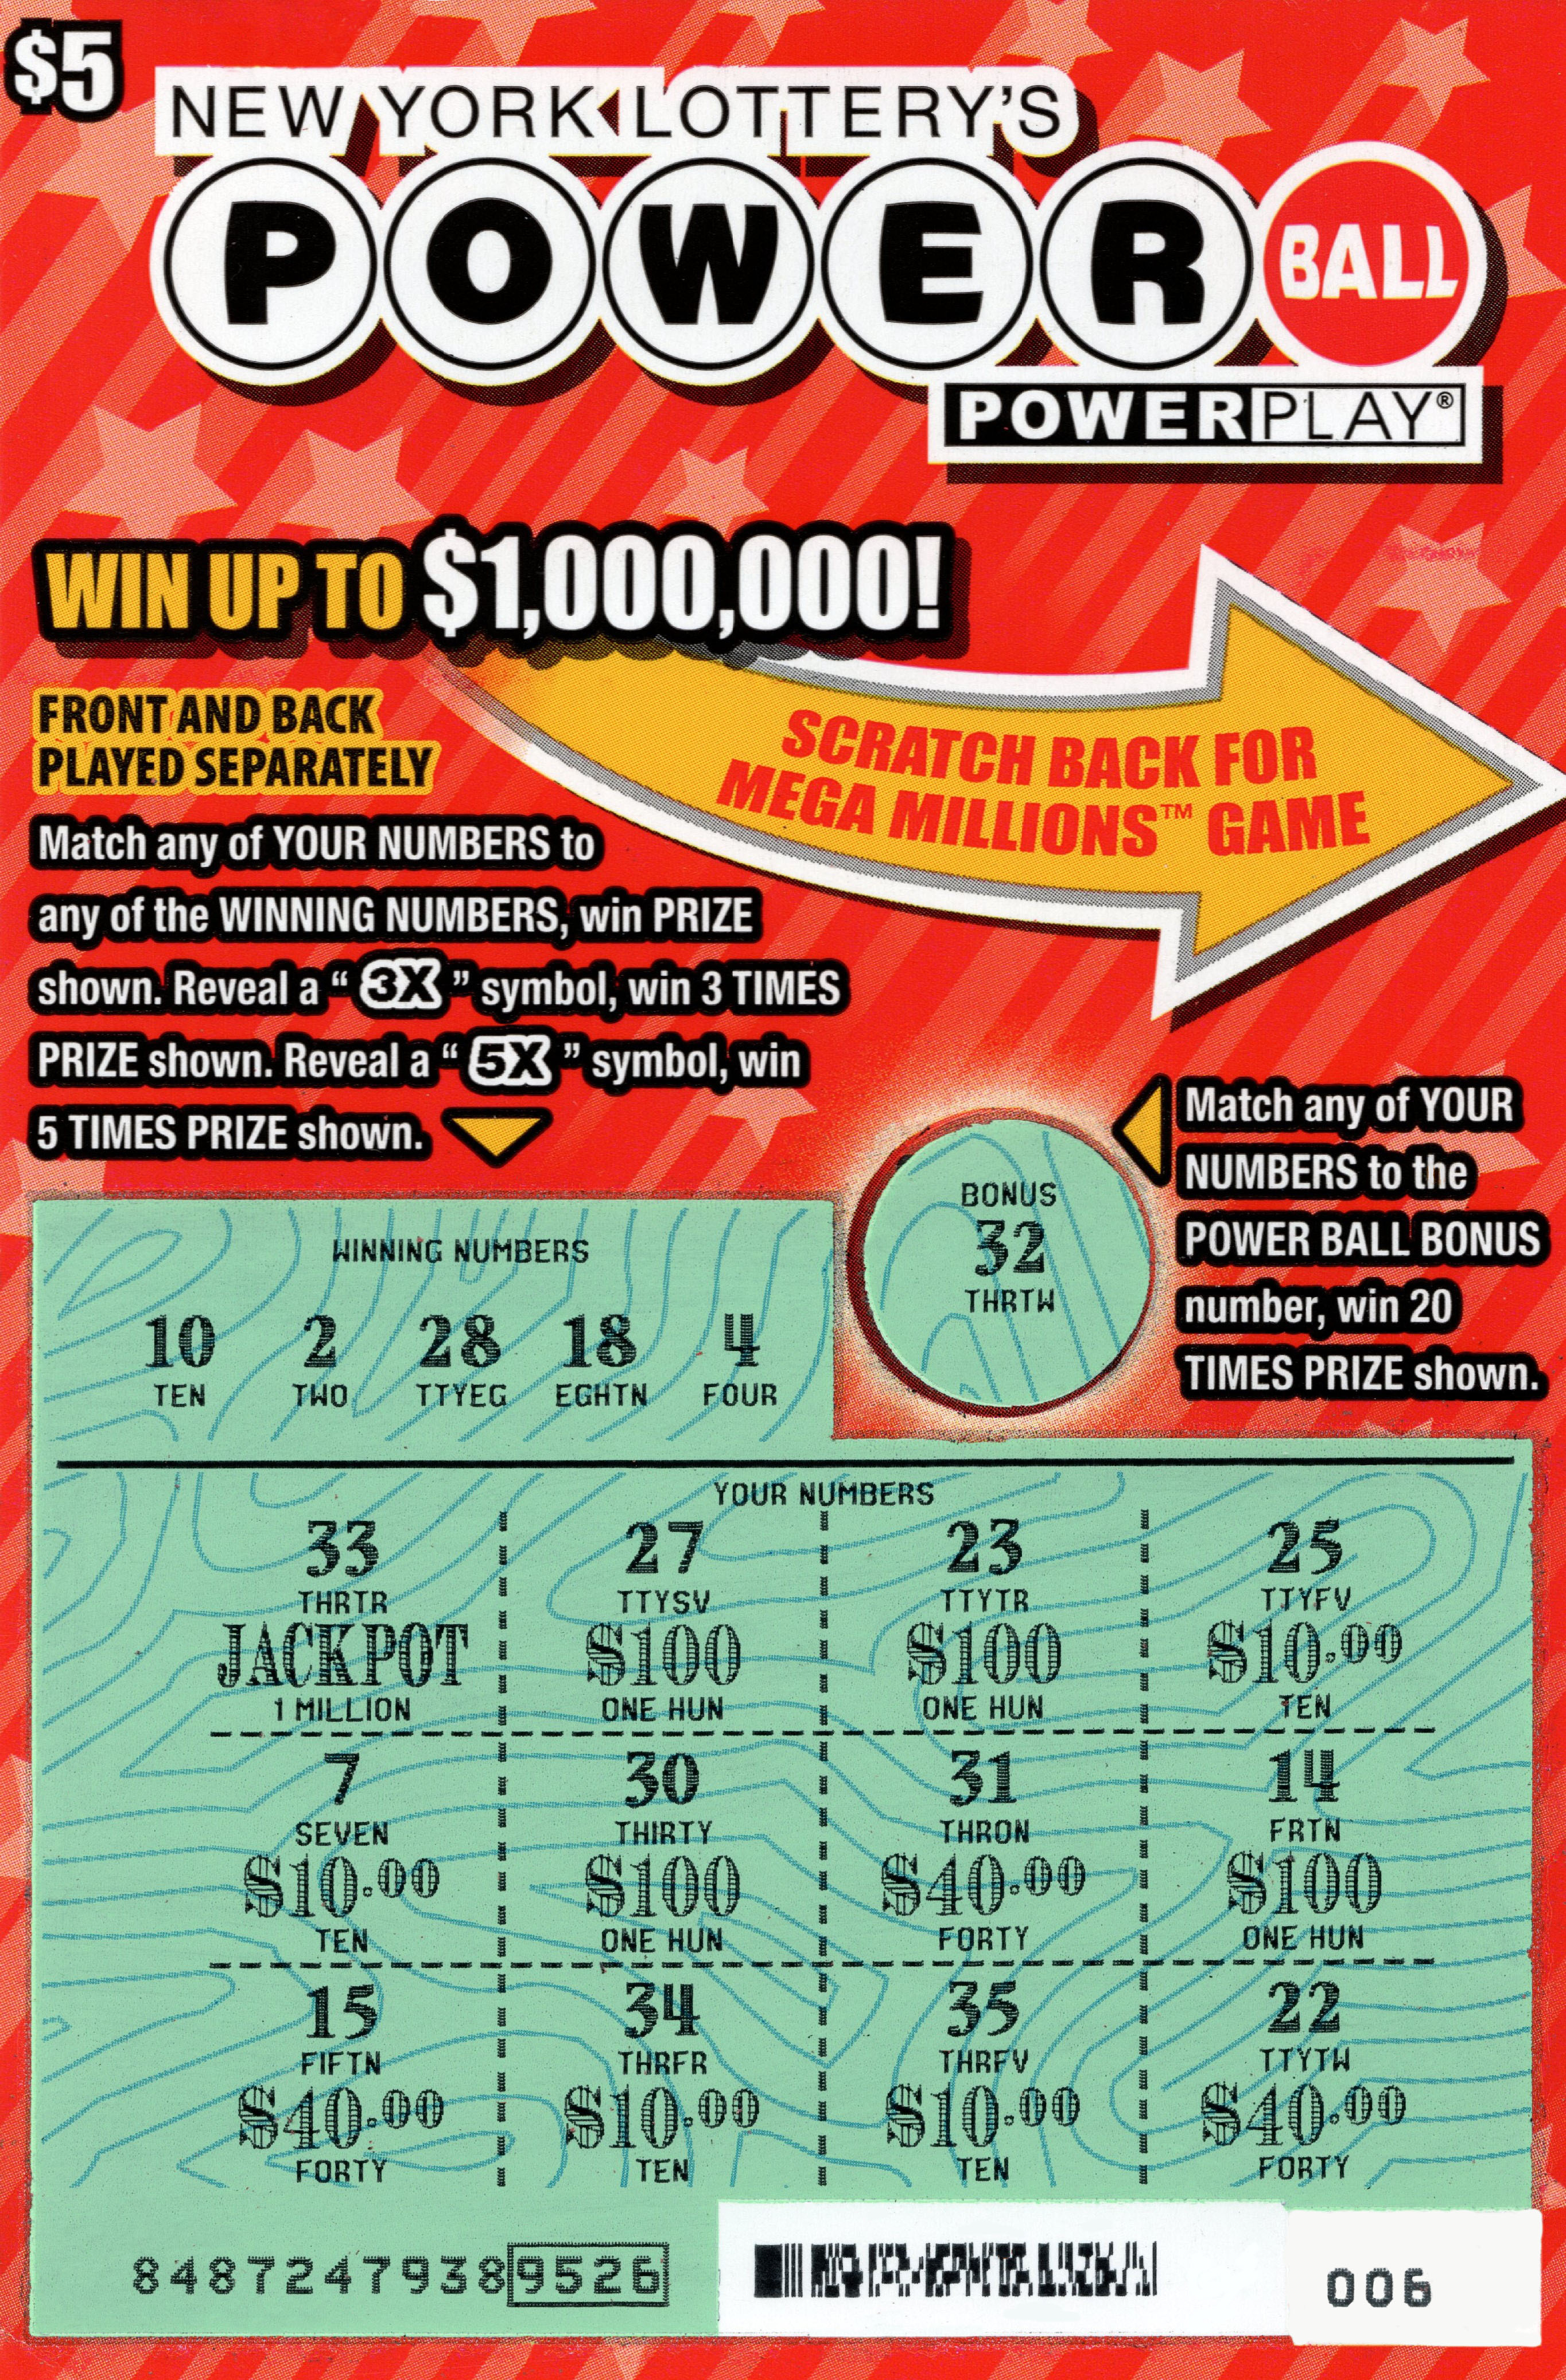 $5
NEW YORK LOTTERY'S
POWER BALL
POWERPLAY®
WIN UP TO $1,000,000!
FRONT AND BACK
PLAYED SEPARATELY
SCRATCH BACK FOR
MEGA MILLIONS™ GAME
Match any of YOUR NUMBERS to
any of the WINNING NUMBERS, win PRIZE
shown. Reveal a " 3X " symbol, win 3 TIMES
PRIZE shown. Reveal a " 5X " symbol, win
5 TIMES PRIZE shown.
Match any of YOUR
NUMBERS to the
POWER BALL BONUS
number, win 20
TIMES PRIZE shown.
BONUS
32
THRTW
WINNING NUMBERS
10 2 28 18 4
TEN TWO TTYEG EGHTN FOUR
YOUR NUMBERS
33 27 23 25
THRTR TTYSV TTYTR TTYFV
JACKPOT $100 $100 $10.00
1 MILLION ONE HUN ONE HUN TEN
7 30 31 14
SEVEN THIRTY THRON FRTN
$10.00 $100 $40.00 $100
TEN ONE HUN FORTY ONE HUN
15 34 35 22
FIFTN THRFR THRFV TTYTW
$40.00 $10.00 $10.00 $40.00
FORTY TEN TEN FORTY
84872479389526
006